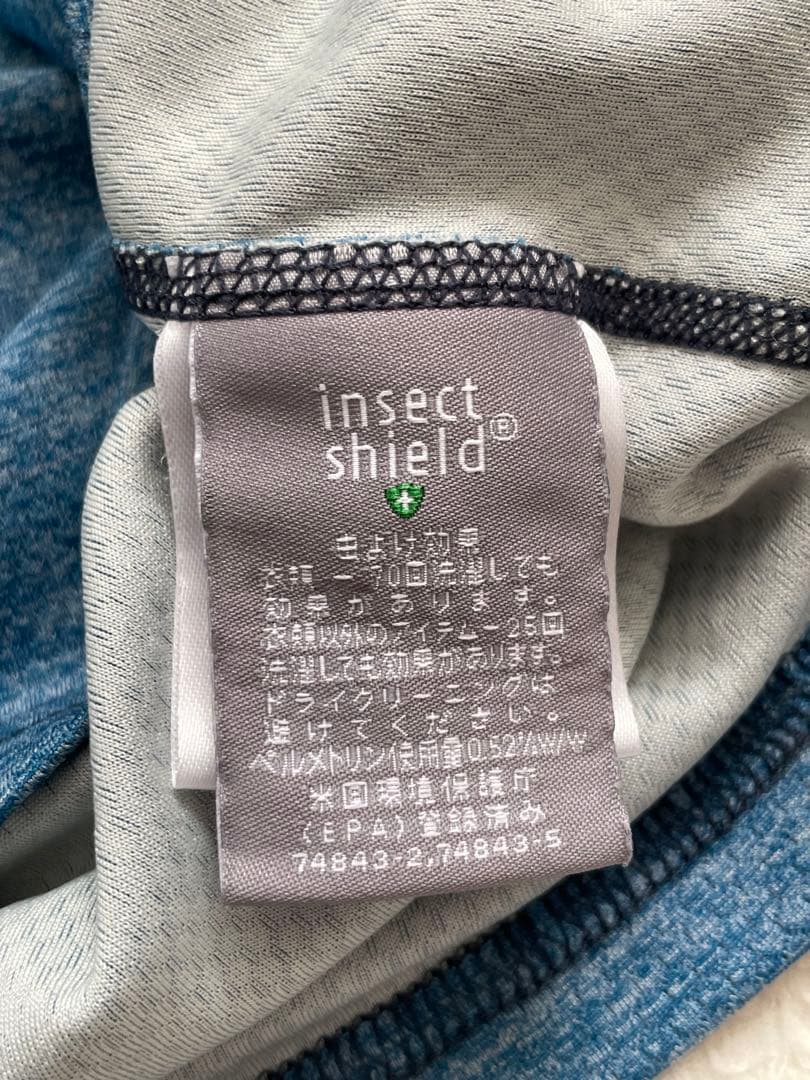 insect
shield®
虫よけ効果
衣類ー70回洗濯しても
効果があります。
衣類以外のアイテムー25回
洗濯しても効果があります。
ドライクリーニングは
避けてください。
ペルメトリン使用量0.52%W/W
米国環境保護庁
(EPA)登録済み
74843-2,74843-5